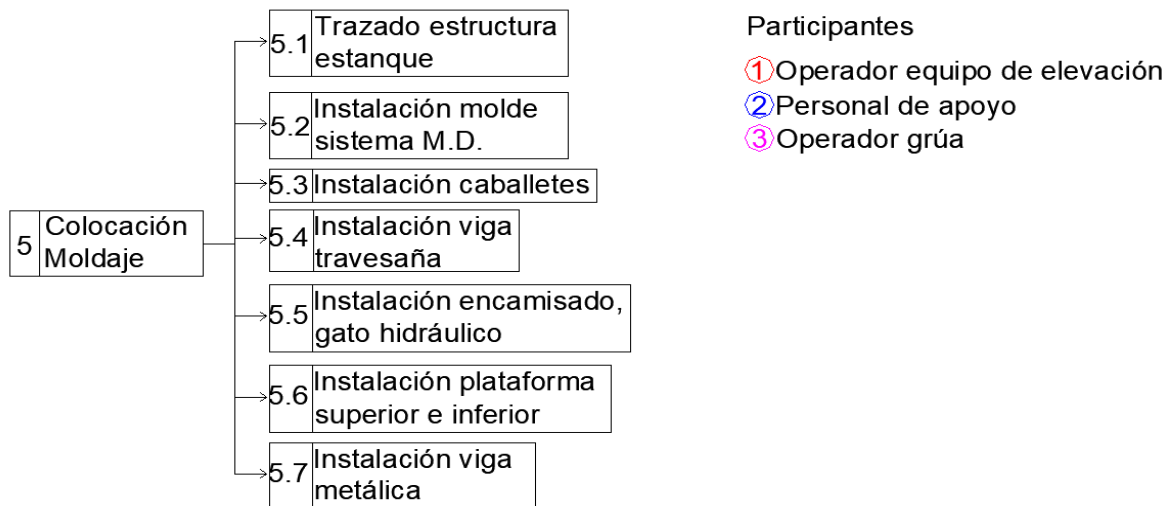 5 Colocación
Moldaje
5.1 Trazado estructura
estanque
5.2 Instalación molde
sistema M.D.
5.3 Instalación caballetes
5.4 Instalación viga
travesaña
5.5 Instalación encamisado,
gato hidráulico
5.6 Instalación plataforma
superior e inferior
5.7 Instalación viga
metálica
Participantes
1 Operador equipo de elevación
2 Personal de apoyo
3 Operador grúa